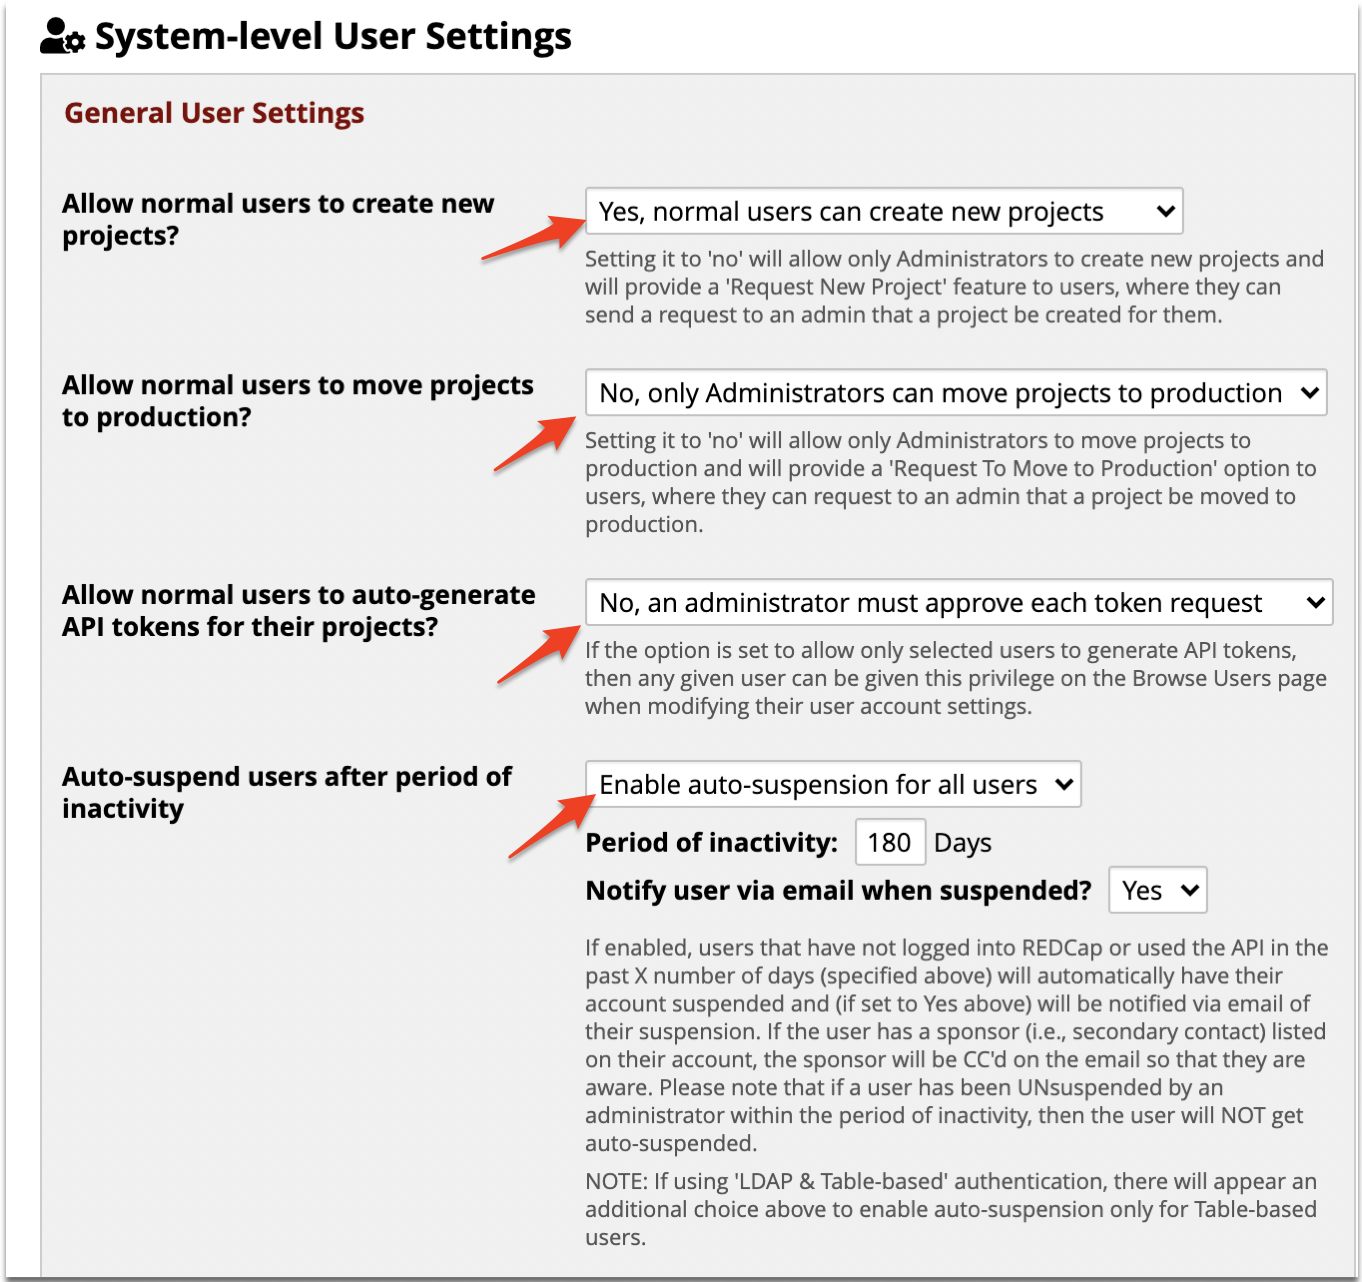 System-level User Settings
General User Settings
Allow normal users to create new
projects?
Yes, normal users can create new projects
Setting it to 'no' will allow only Administrators to create new projects and
will provide a 'Request New Project' feature to users, where they can
send a request to an admin that a project be created for them.
Allow normal users to move projects
to production?
No, only Administrators can move projects to production
Setting it to 'no' will allow only Administrators to move projects to
production and will provide a 'Request To Move to Production' option to
users, where they can request to an admin that a project be moved to
production.
Allow normal users to auto-generate
API tokens for their projects?
No, an administrator must approve each token request
If the option is set to allow only selected users to generate API tokens,
then any given user can be given this privilege on the Browse Users page
when modifying their user account settings.
Auto-suspend users after period of
inactivity
Enable auto-suspension for all users
Period of inactivity: 180 Days
Notify user via email when suspended? Yes
If enabled, users that have not logged into REDCap or used the API in the
past X number of days (specified above) will automatically have their
account suspended and (if set to Yes above) will be notified via email of
their suspension. If the user has a sponsor (i.e., secondary contact) listed
on their account, the sponsor will be CC'd on the email so that they are
aware. Please note that if a user has been UNsuspended by an
administrator within the period of inactivity, then the user will NOT get
auto-suspended.
NOTE: If using 'LDAP & Table-based' authentication, there will appear an
additional choice above to enable auto-suspension only for Table-based
users.